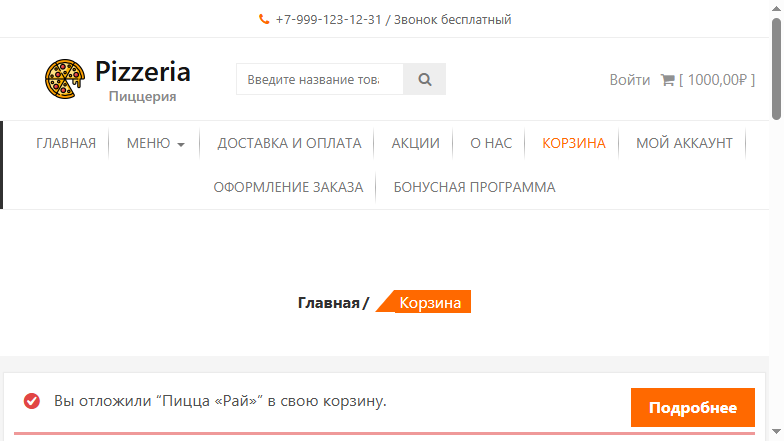 +7-999-123-12-31 / Звонок бесплатный
Pizzeria
Пиццерия
Введите название това
Войти [ 1000,00₽ ]
ГЛАВНАЯ МЕНЮ ДОСТАВКА И ОПЛАТА АКЦИИ О НАС КОРЗИНА МОЙ АККАУНТ
ОФОРМЛЕНИЕ ЗАКАЗА БОНУСНАЯ ПРОГРАММА
Главная / Корзина
Вы отложили “Пицца «Рай»” в свою корзину.
Подробнее